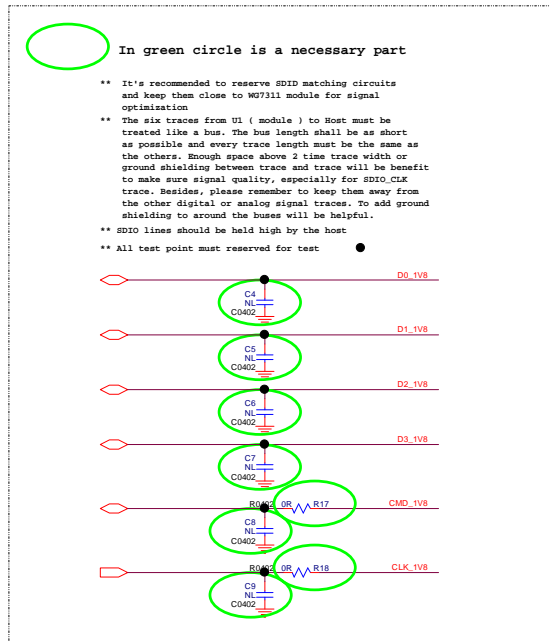 In green circle is a necessary part
** It's recommended to reserve SDID matching circuits
and keep them close to WG7311 module for signal
optimization
** The six traces from U1 ( module ) to Host must be
treated like a bus. The bus length shall be as short
as possible and every trace length must be the same as
the others. Enough space above 2 time trace width or
ground shielding between trace and trace will be benefit
to make sure signal quality, especially for SDIO_CLK
trace. Besides, please remember to keep them away from
the other digital or analog signal traces. To add ground
shielding to around the buses will be helpful.
** SDIO lines should be held high by the host
** All test point must reserved for test
D0_1V8
C4
NL
C0402
D1_1V8
C5
NL
C0402
D2_1V8
C6
NL
C0402
D3_1V8
C7
NL
C0402
R0402 0R R17 CMD_1V8
C8
NL
C0402
R0402 0R R18 CLK_1V8
C9
NL
C0402